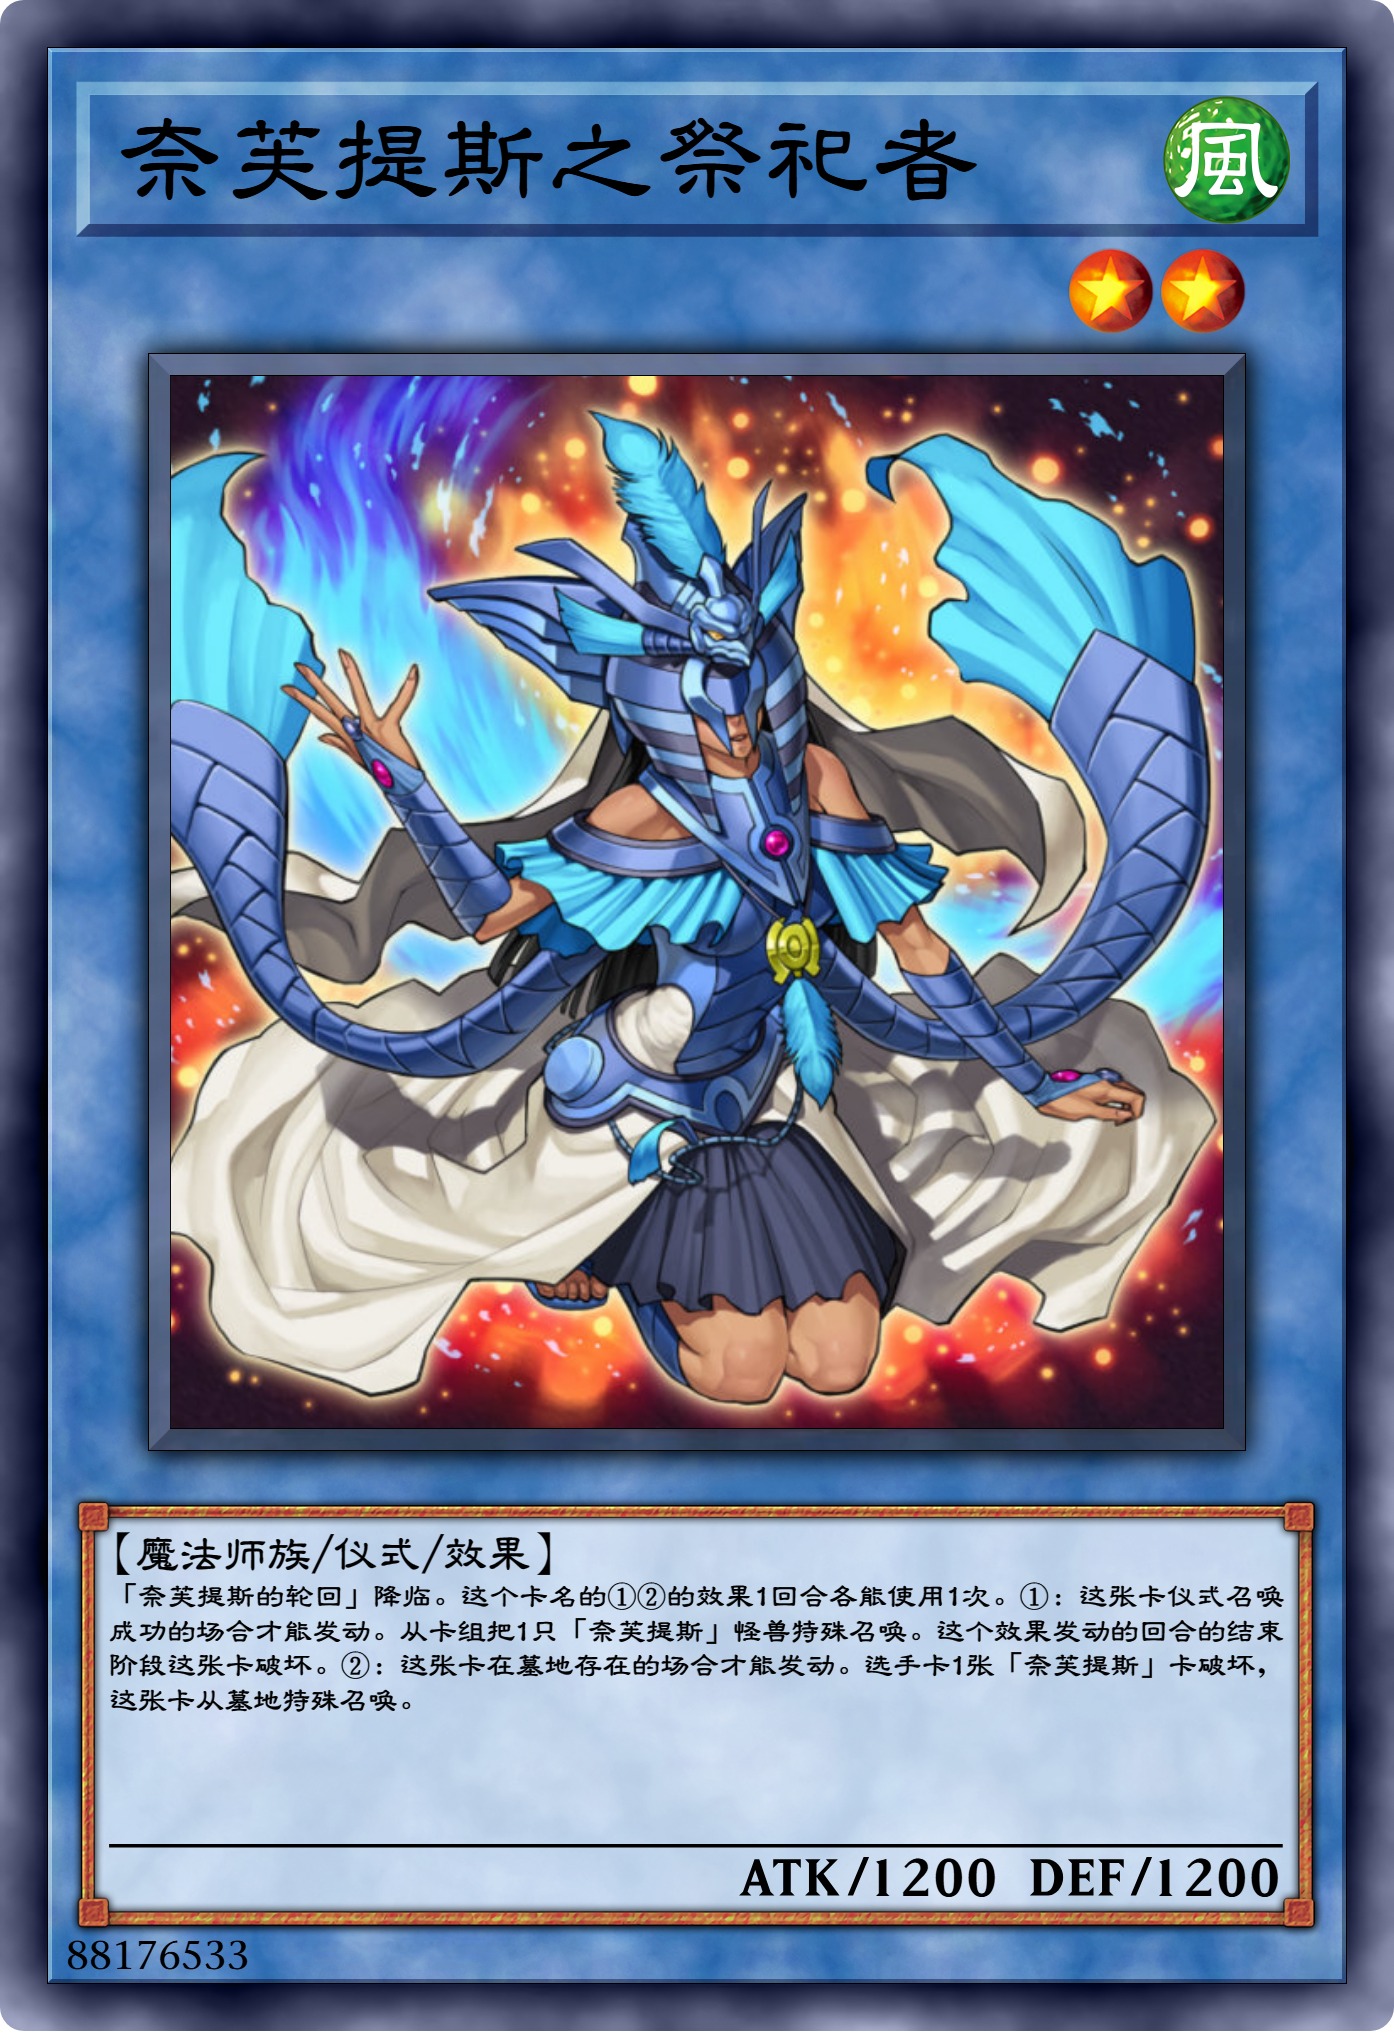 奈芙提斯之祭祀者
風
【魔法师族/仪式/效果】
「奈芙提斯的轮回」降临。这个卡名的①②的效果1回合各能使用1次。①：这张卡仪式召唤
成功的场合才能发动。从卡组把1只「奈芙提斯」怪兽特殊召唤。这个效果发动的回合的结束
阶段这张卡破坏。②：这张卡在墓地存在的场合才能发动。选手卡1张「奈芙提斯」卡破坏，
这张卡从墓地特殊召唤。
ATK/1200 DEF/1200
88176533